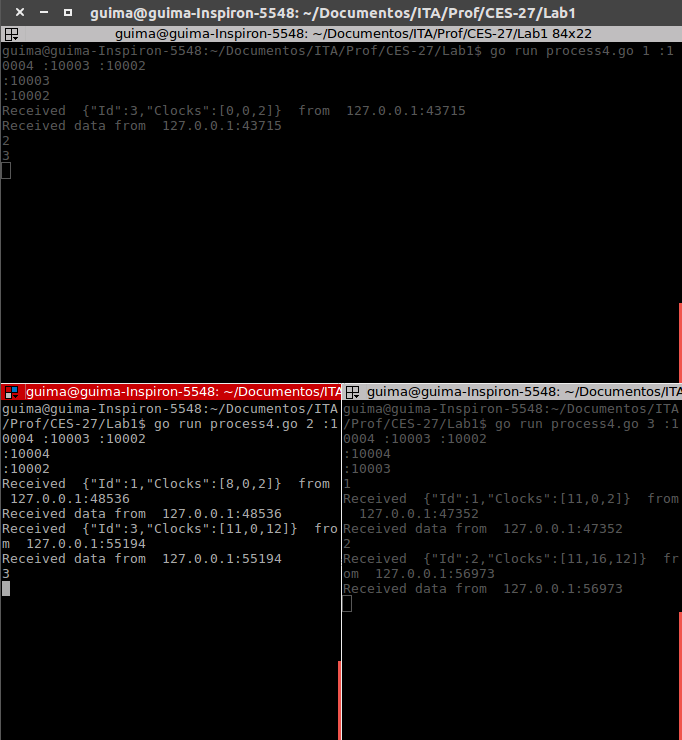 guima@guima-Inspiron-5548: ~/Documentos/ITA/Prof/CES-27/Lab1
guima@guima-Inspiron-5548: ~/Documentos/ITA/Prof/CES-27/Lab1 84x22
guima@guima-Inspiron-5548:~/Documentos/ITA/Prof/CES-27/Lab1$ go run process4.go 1 :1
0004 :10003 :10002
:10003
:10002
Received  {"Id":3,"Clocks":[0,0,2]}  from  127.0.0.1:43715
Received data from  127.0.0.1:43715
2
3
guima@guima-Inspiron-5548: ~/Documentos/ITA
guima@guima-Inspiron-5548:~/Documentos/ITA
/Prof/CES-27/Lab1$ go run process4.go 2 :1
0004 :10003 :10002
:10004
:10002
Received  {"Id":1,"Clocks":[8,0,2]}  from
 127.0.0.1:48536
Received data from  127.0.0.1:48536
Received  {"Id":3,"Clocks":[11,0,12]}  fro
m  127.0.0.1:55194
Received data from  127.0.0.1:55194
3
guima@guima-Inspiron-5548: ~/Documentos/ITA
guima@guima-Inspiron-5548:~/Documentos/ITA
/Prof/CES-27/Lab1$ go run process4.go 3 :1
0004 :10003 :10002
:10004
:10003
1
Received  {"Id":1,"Clocks":[11,0,2]}  from
  127.0.0.1:47352
Received data from  127.0.0.1:47352
2
Received  {"Id":2,"Clocks":[11,16,12]}  fr
om  127.0.0.1:56973
Received data from  127.0.0.1:56973